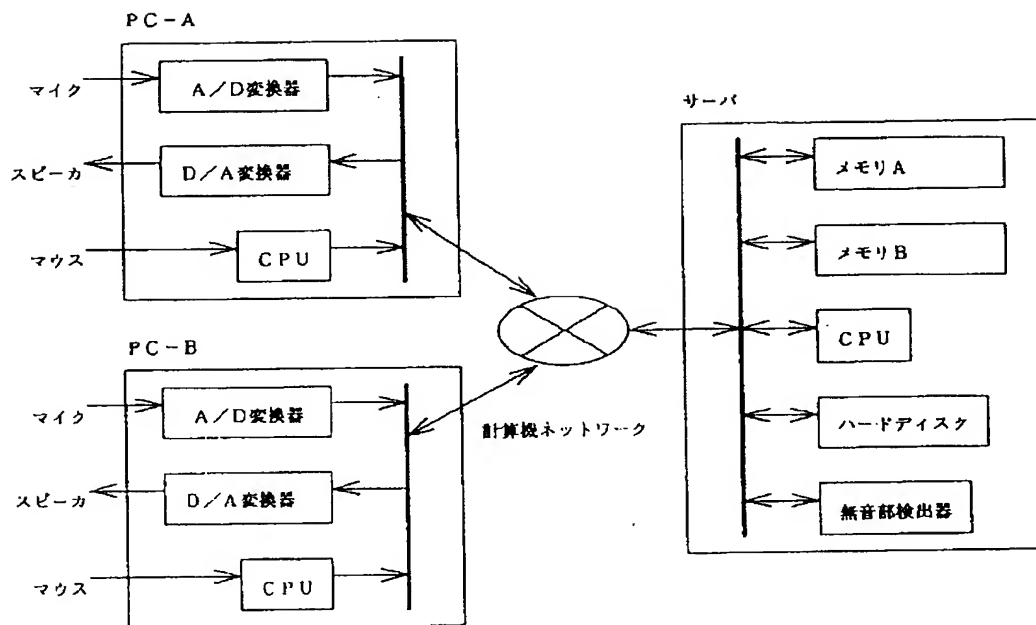 PC-A
マイク
A/D変換器
スピーカ
D/A変換器
マウス
CPU
PC-B
マイク
A/D変換器
スピーカ
D/A変換器
マウス
CPU
計算機ネットワーク
サーバ
メモリA
メモリB
CPU
ハードディスク
無音部検出器